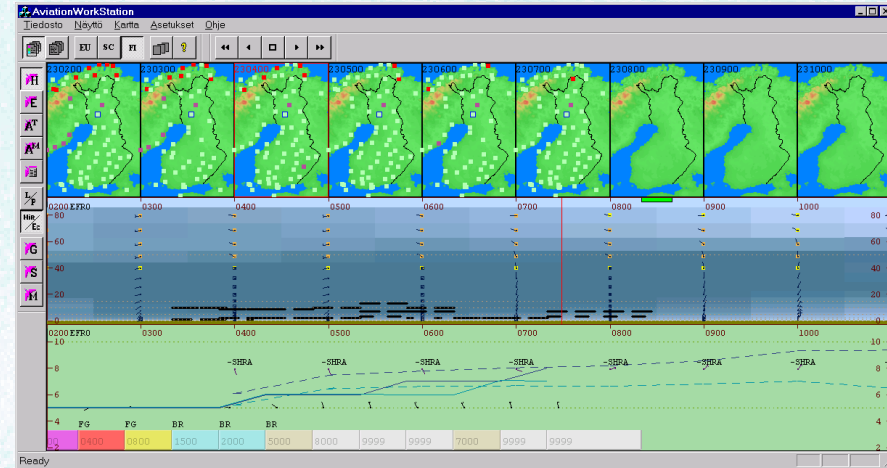 AviationWorkStation
Tiedosto Näyttö Kartta Asetukset Ohje
EU SC FI
230200 230300 230400 230500 230600 230700 230800 230900 231000
0200 EFRO 0300 0400 0500 0600 0700 0800 0900 1000
80 80
60 60
40 40
20 20
0 0
0200 EFRO 0300 0400 0500 0600 0700 0800 0900 1000
10 10
8 8
-SHRA -SHRA -SHRA -SHRA -SHRA -SHRA -SHRA
6 6
4 FG FG BR BR BR 4
0400 0800 1500 2000 5000 8000 9999 9999 7000 9999 9999
2 2
Ready